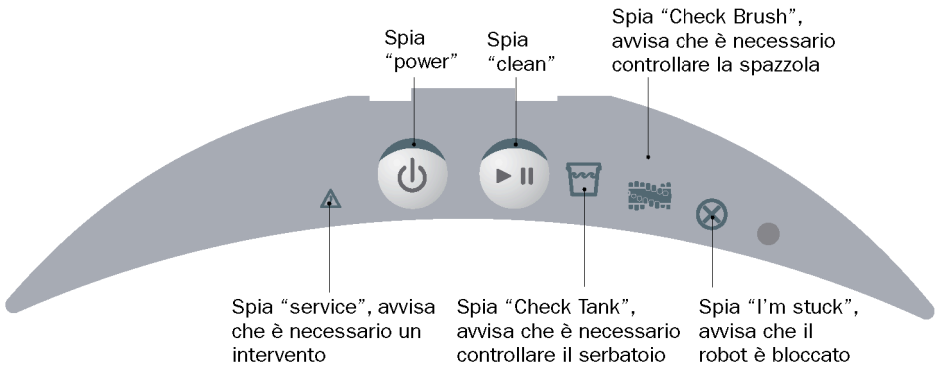 Spia
“power”
Spia
“clean”
Spia “Check Brush”,
avvisa che è necessario
controllare la spazzola
Spia “service”, avvisa
che è necessario un
intervento
Spia “Check Tank”,
avvisa che è necessario
controllare il serbatoio
Spia “I’m stuck”,
avvisa che il
robot è bloccato